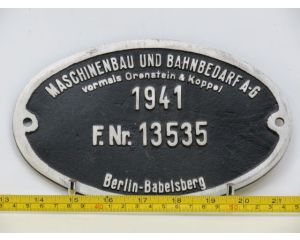 MASCHINENBAU UND BAHNBEDARF A-G
vormals Orenstein & Koppel
1941
F. Nr. 13535
Berlin-Babelsberg